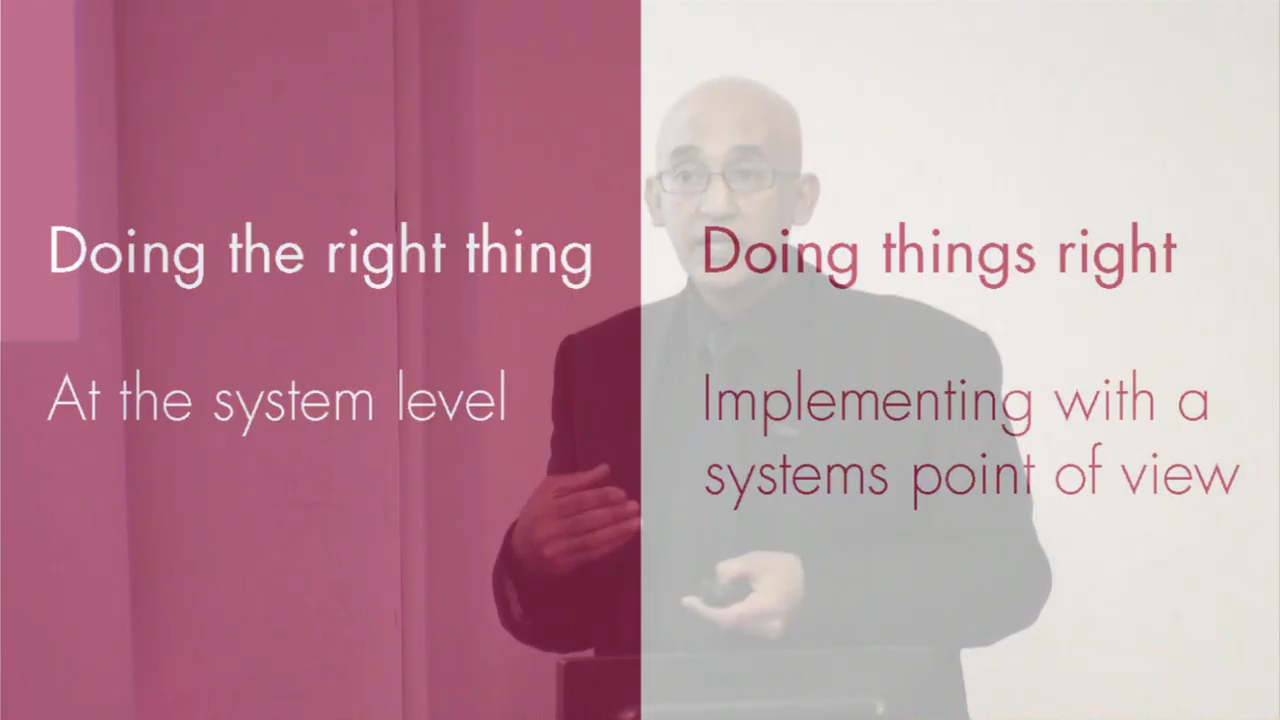 Doing the right thing
At the system level
Doing things right
Implementing with a
systems point of view